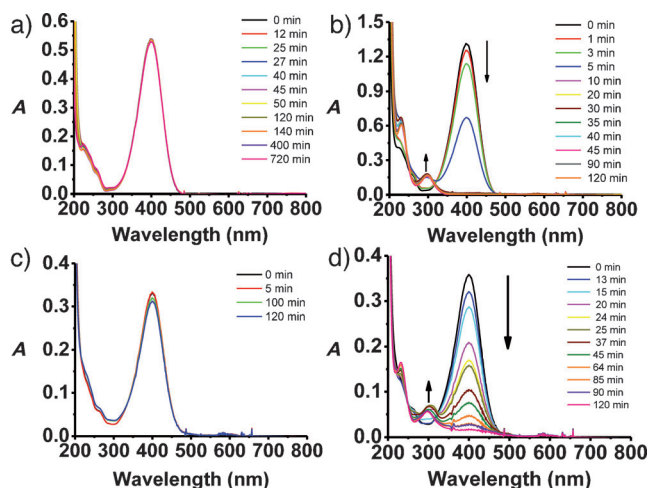 a)
0.6
0.5
0.4
0.3
0.2
0.1
0.0
A
200 300 400 500 600 700 800
Wavelength (nm)
0 min
12 min
25 min
27 min
40 min
45 min
50 min
120 min
140 min
400 min
720 min
b)
1.5
1.2
0.9
0.6
0.3
0.0
A
200 300 400 500 600 700 800
Wavelength (nm)
0 min
1 min
3 min
5 min
10 min
20 min
30 min
35 min
40 min
45 min
90 min
120 min
c)
0.4
0.3
0.2
0.1
0.0
A
200 300 400 500 600 700 800
Wavelength (nm)
0 min
5 min
100 min
120 min
d)
0.4
0.3
0.2
0.1
0.0
A
200 300 400 500 600 700 800
Wavelength (nm)
0 min
13 min
15 min
20 min
24 min
25 min
37 min
45 min
64 min
85 min
90 min
120 min